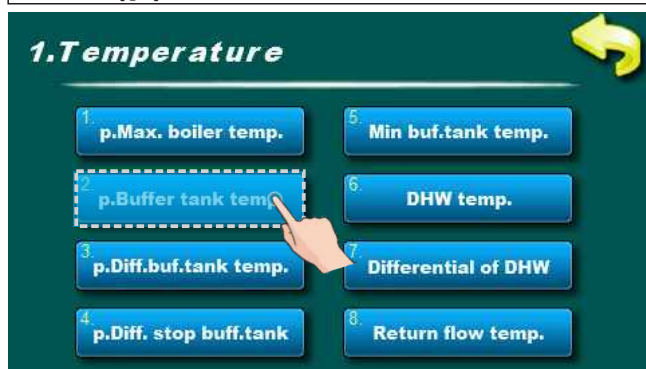 1.Temperature
1.
p.Max. boiler temp.
2.
p.Buffer tank temp.
3.
p.Diff.buf.tank temp.
4.
p.Diff. stop buff.tank
5.
Min buf.tank temp.
6.
DHW temp.
7.
Differential of DHW
8.
Return flow temp.